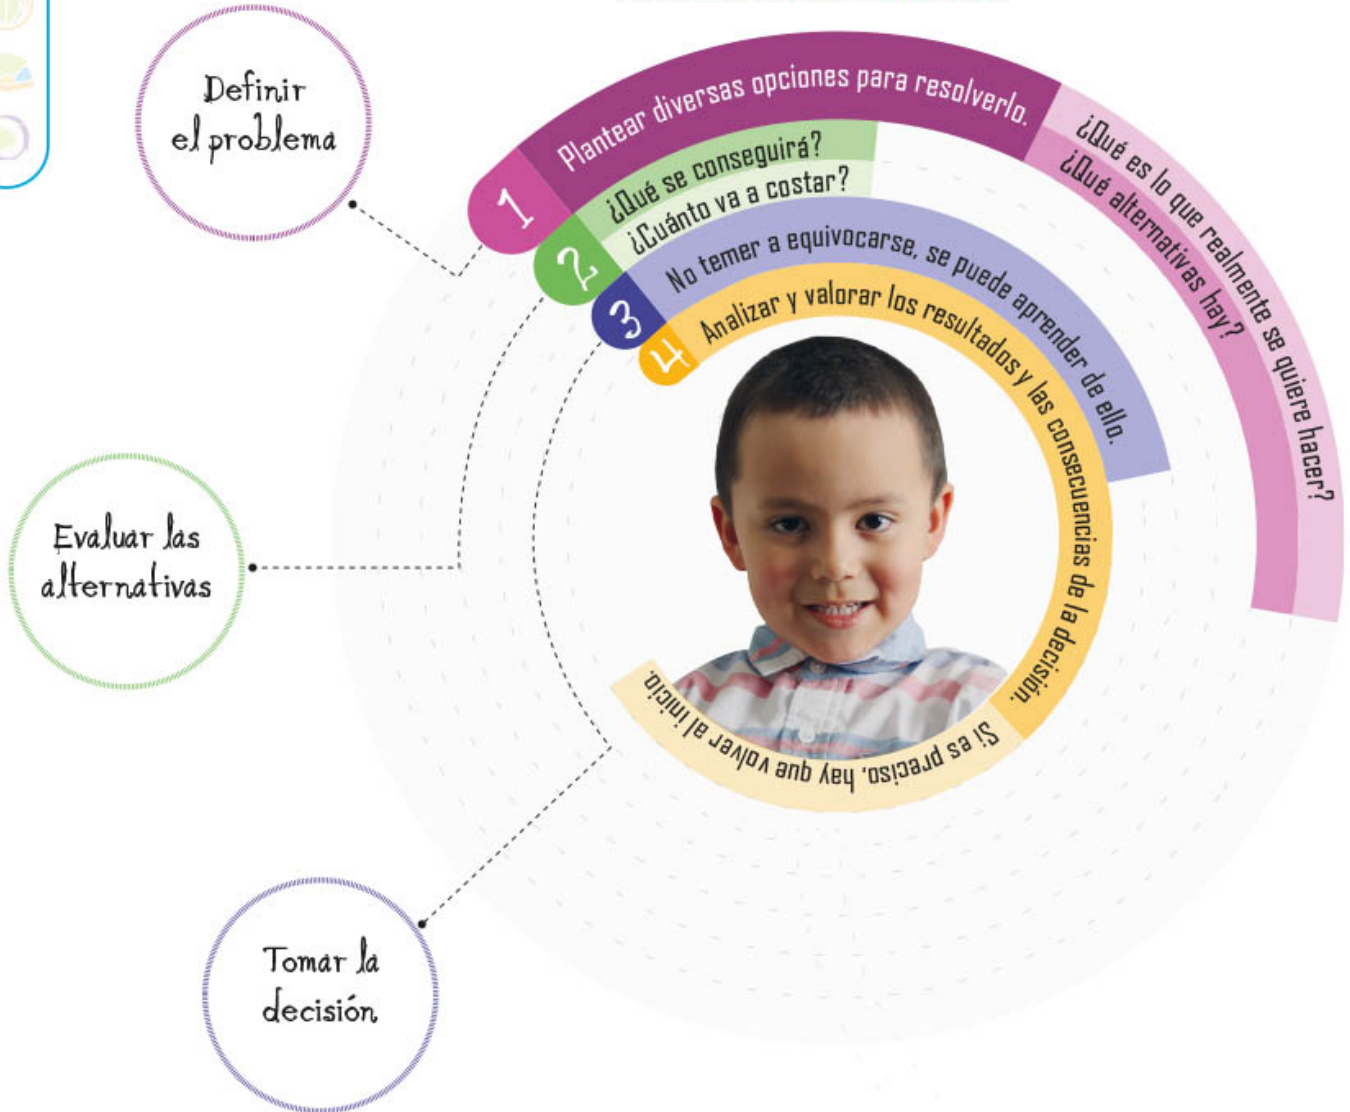 Definir
el problema
1
Plantear diversas opciones para resolverlo.
¿Qué es lo que realmente se quiere hacer?
¿Qué alternativas hay?
2
¿Qué se conseguirá?
¿Cuánto va a costar?
3
No temer a equivocarse, se puede aprender de ello.
4
Analizar y valorar los resultados y las consecuencias de la decisión.
Si es preciso, hay que volver al inicio.
Evaluar las
alternativas
Tomar la
decisión